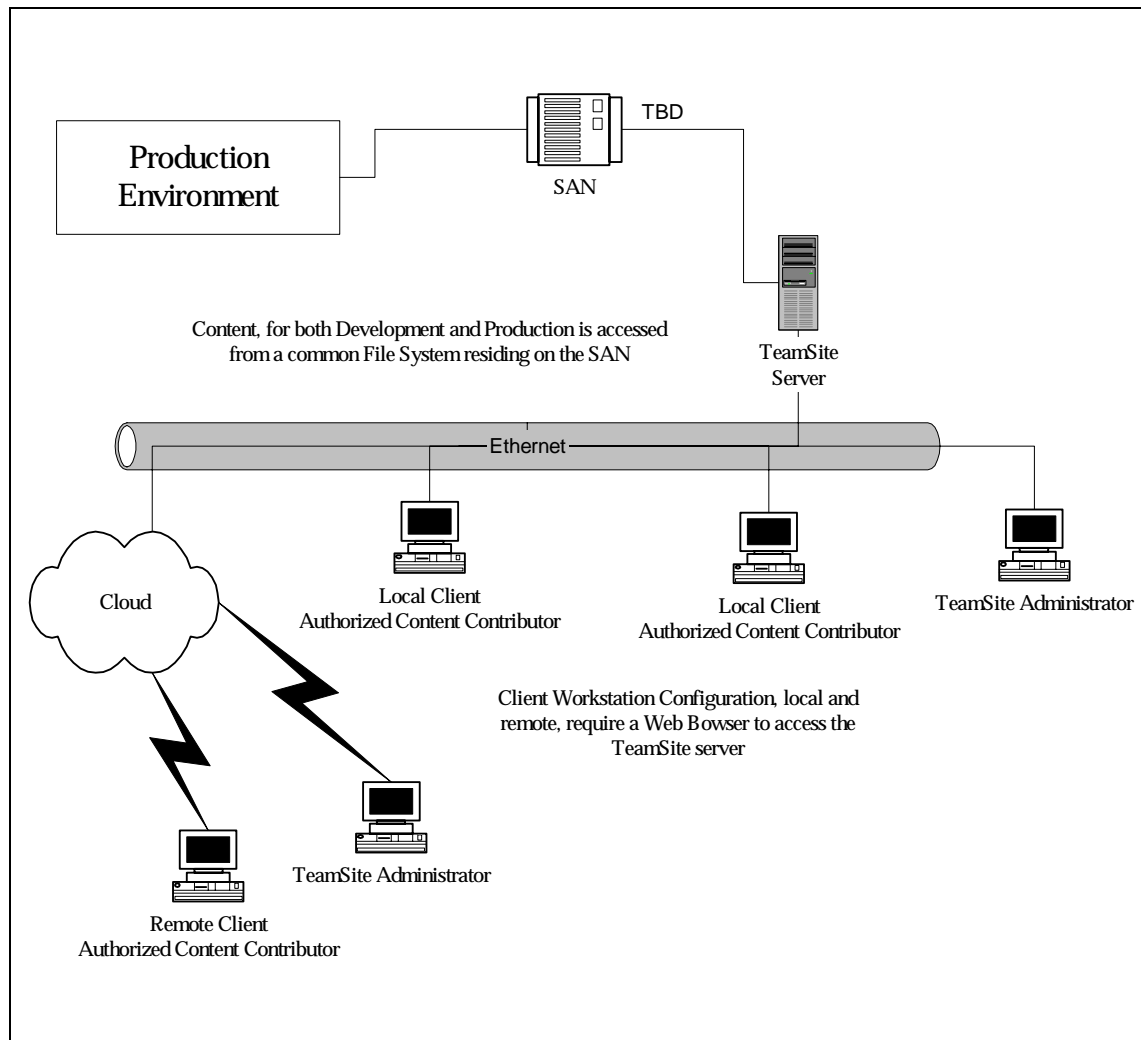 TBD
Production
Environment
SAN
Content, for both Development and Production is accessed
from a common File System residing on the SAN
TeamSite
Server
Ethernet
Cloud
Local Client
Authorized Content Contributor
Local Client
Authorized Content Contributor
TeamSite Administrator
Client Workstation Configuration, local and
remote, require a Web Bowser to access the
TeamSite server
TeamSite Administrator
Remote Client
Authorized Content Contributor